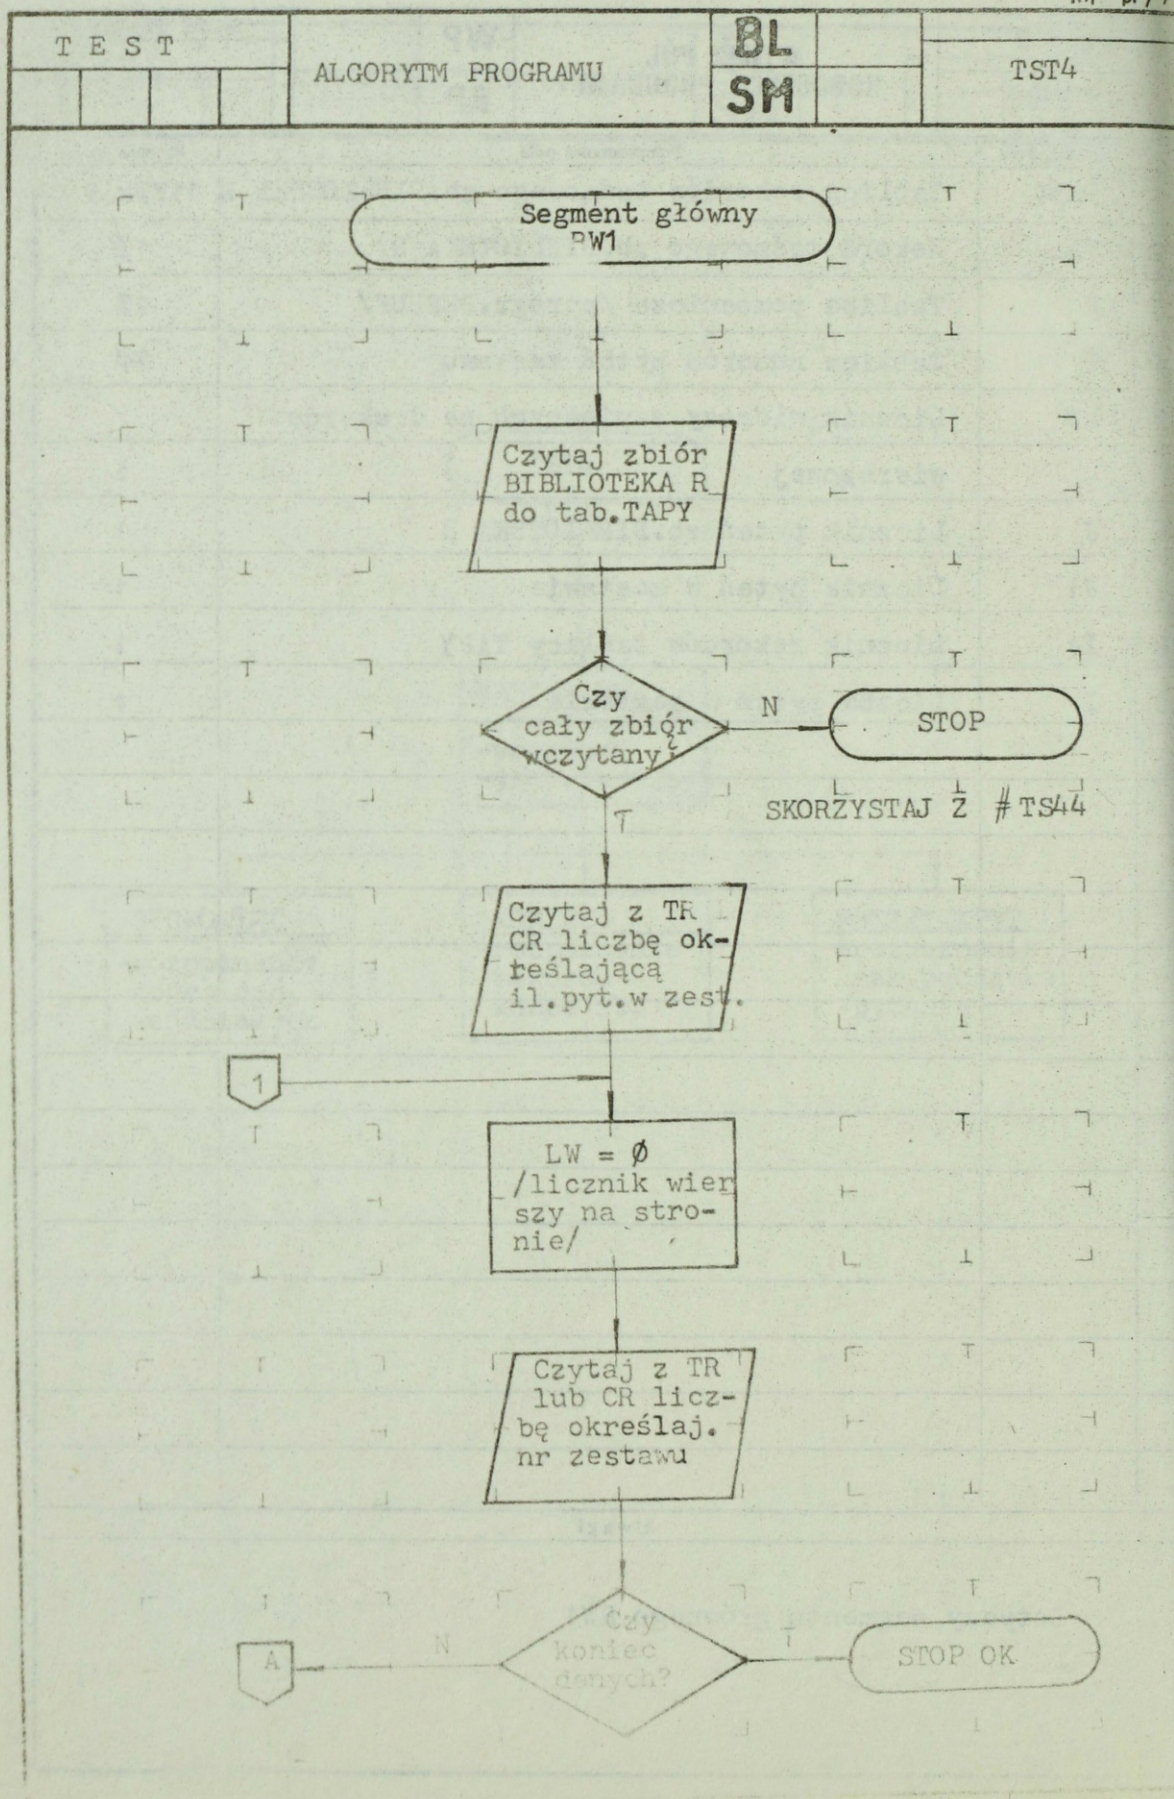 T E S T
ALGORYTM PROGRAMU
BL
SM
TST4
Segment główny
PW1
Czytaj zbiór
BIBLIOTEKA R
do tab.TAPY
Czy
cały zbiór
wczytany?
N
STOP
SKORZYSTAJ Z #TS44
T
Czytaj z TR
CR liczbę ok-
reślającą
il.pyt.w zest.
1
LW = Ø
/licznik wier
szy na stro-
nie/
Czytaj z TR
lub CR licz-
bę określaj.
nr zestawu
Czy
koniec
danych?
N
A
T
STOP OK